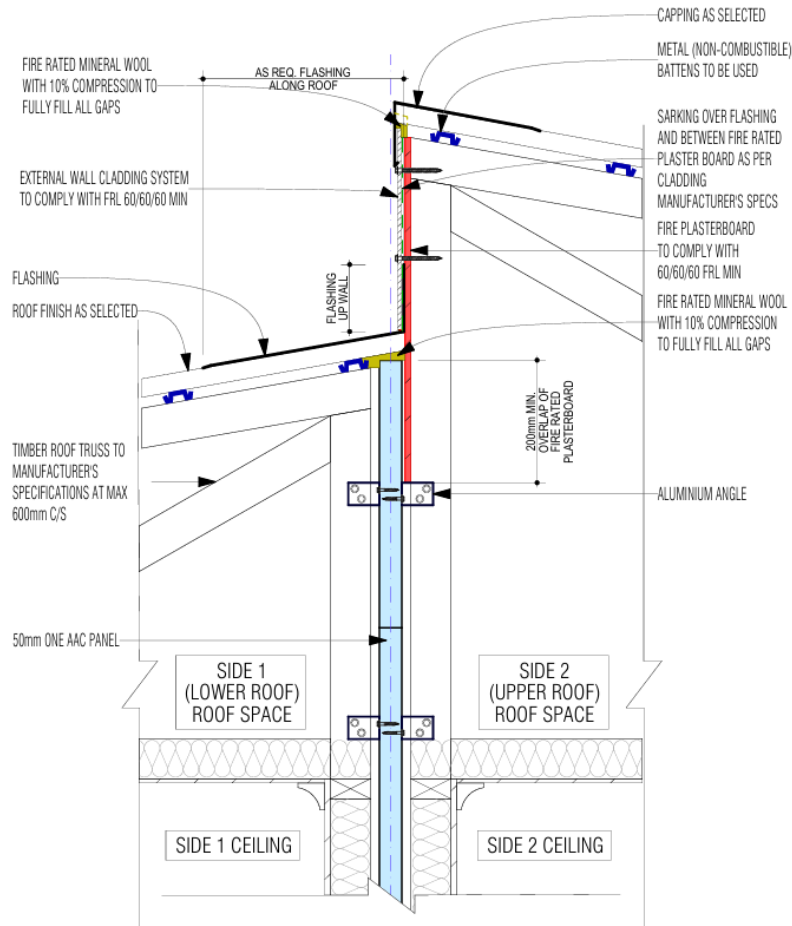 CAPPING AS SELECTED
METAL (NON-COMBUSTIBLE)
BATTENS TO BE USED
FIRE RATED MINERAL WOOL
WITH 10% COMPRESSION TO
FULLY FILL ALL GAPS
AS REQ. FLASHING
ALONG ROOF
SARKING OVER FLASHING
AND BETWEEN FIRE RATED
PLASTER BOARD AS PER
CLADDING
MANUFACTURER'S SPECS
EXTERNAL WALL CLADDING SYSTEM
TO COMPLY WITH FRL 60/60/60 MIN
FIRE PLASTERBOARD
TO COMPLY WITH
60/60/60 FRL MIN
FLASHING
ROOF FINISH AS SELECTED
FLASHING
UP WALL
FIRE RATED MINERAL WOOL
WITH 10% COMPRESSION
TO FULLY FILL ALL GAPS
200mm MIN.
OVERLAP OF
FIRE RATED
PLASTERBOARD
TIMBER ROOF TRUSS TO
MANUFACTURER'S
SPECIFICATIONS AT MAX
600mm C/S
ALUMINIUM ANGLE
50mm ONE AAC PANEL
SIDE 1
(LOWER ROOF)
ROOF SPACE
SIDE 2
(UPPER ROOF)
ROOF SPACE
SIDE 1 CEILING
SIDE 2 CEILING